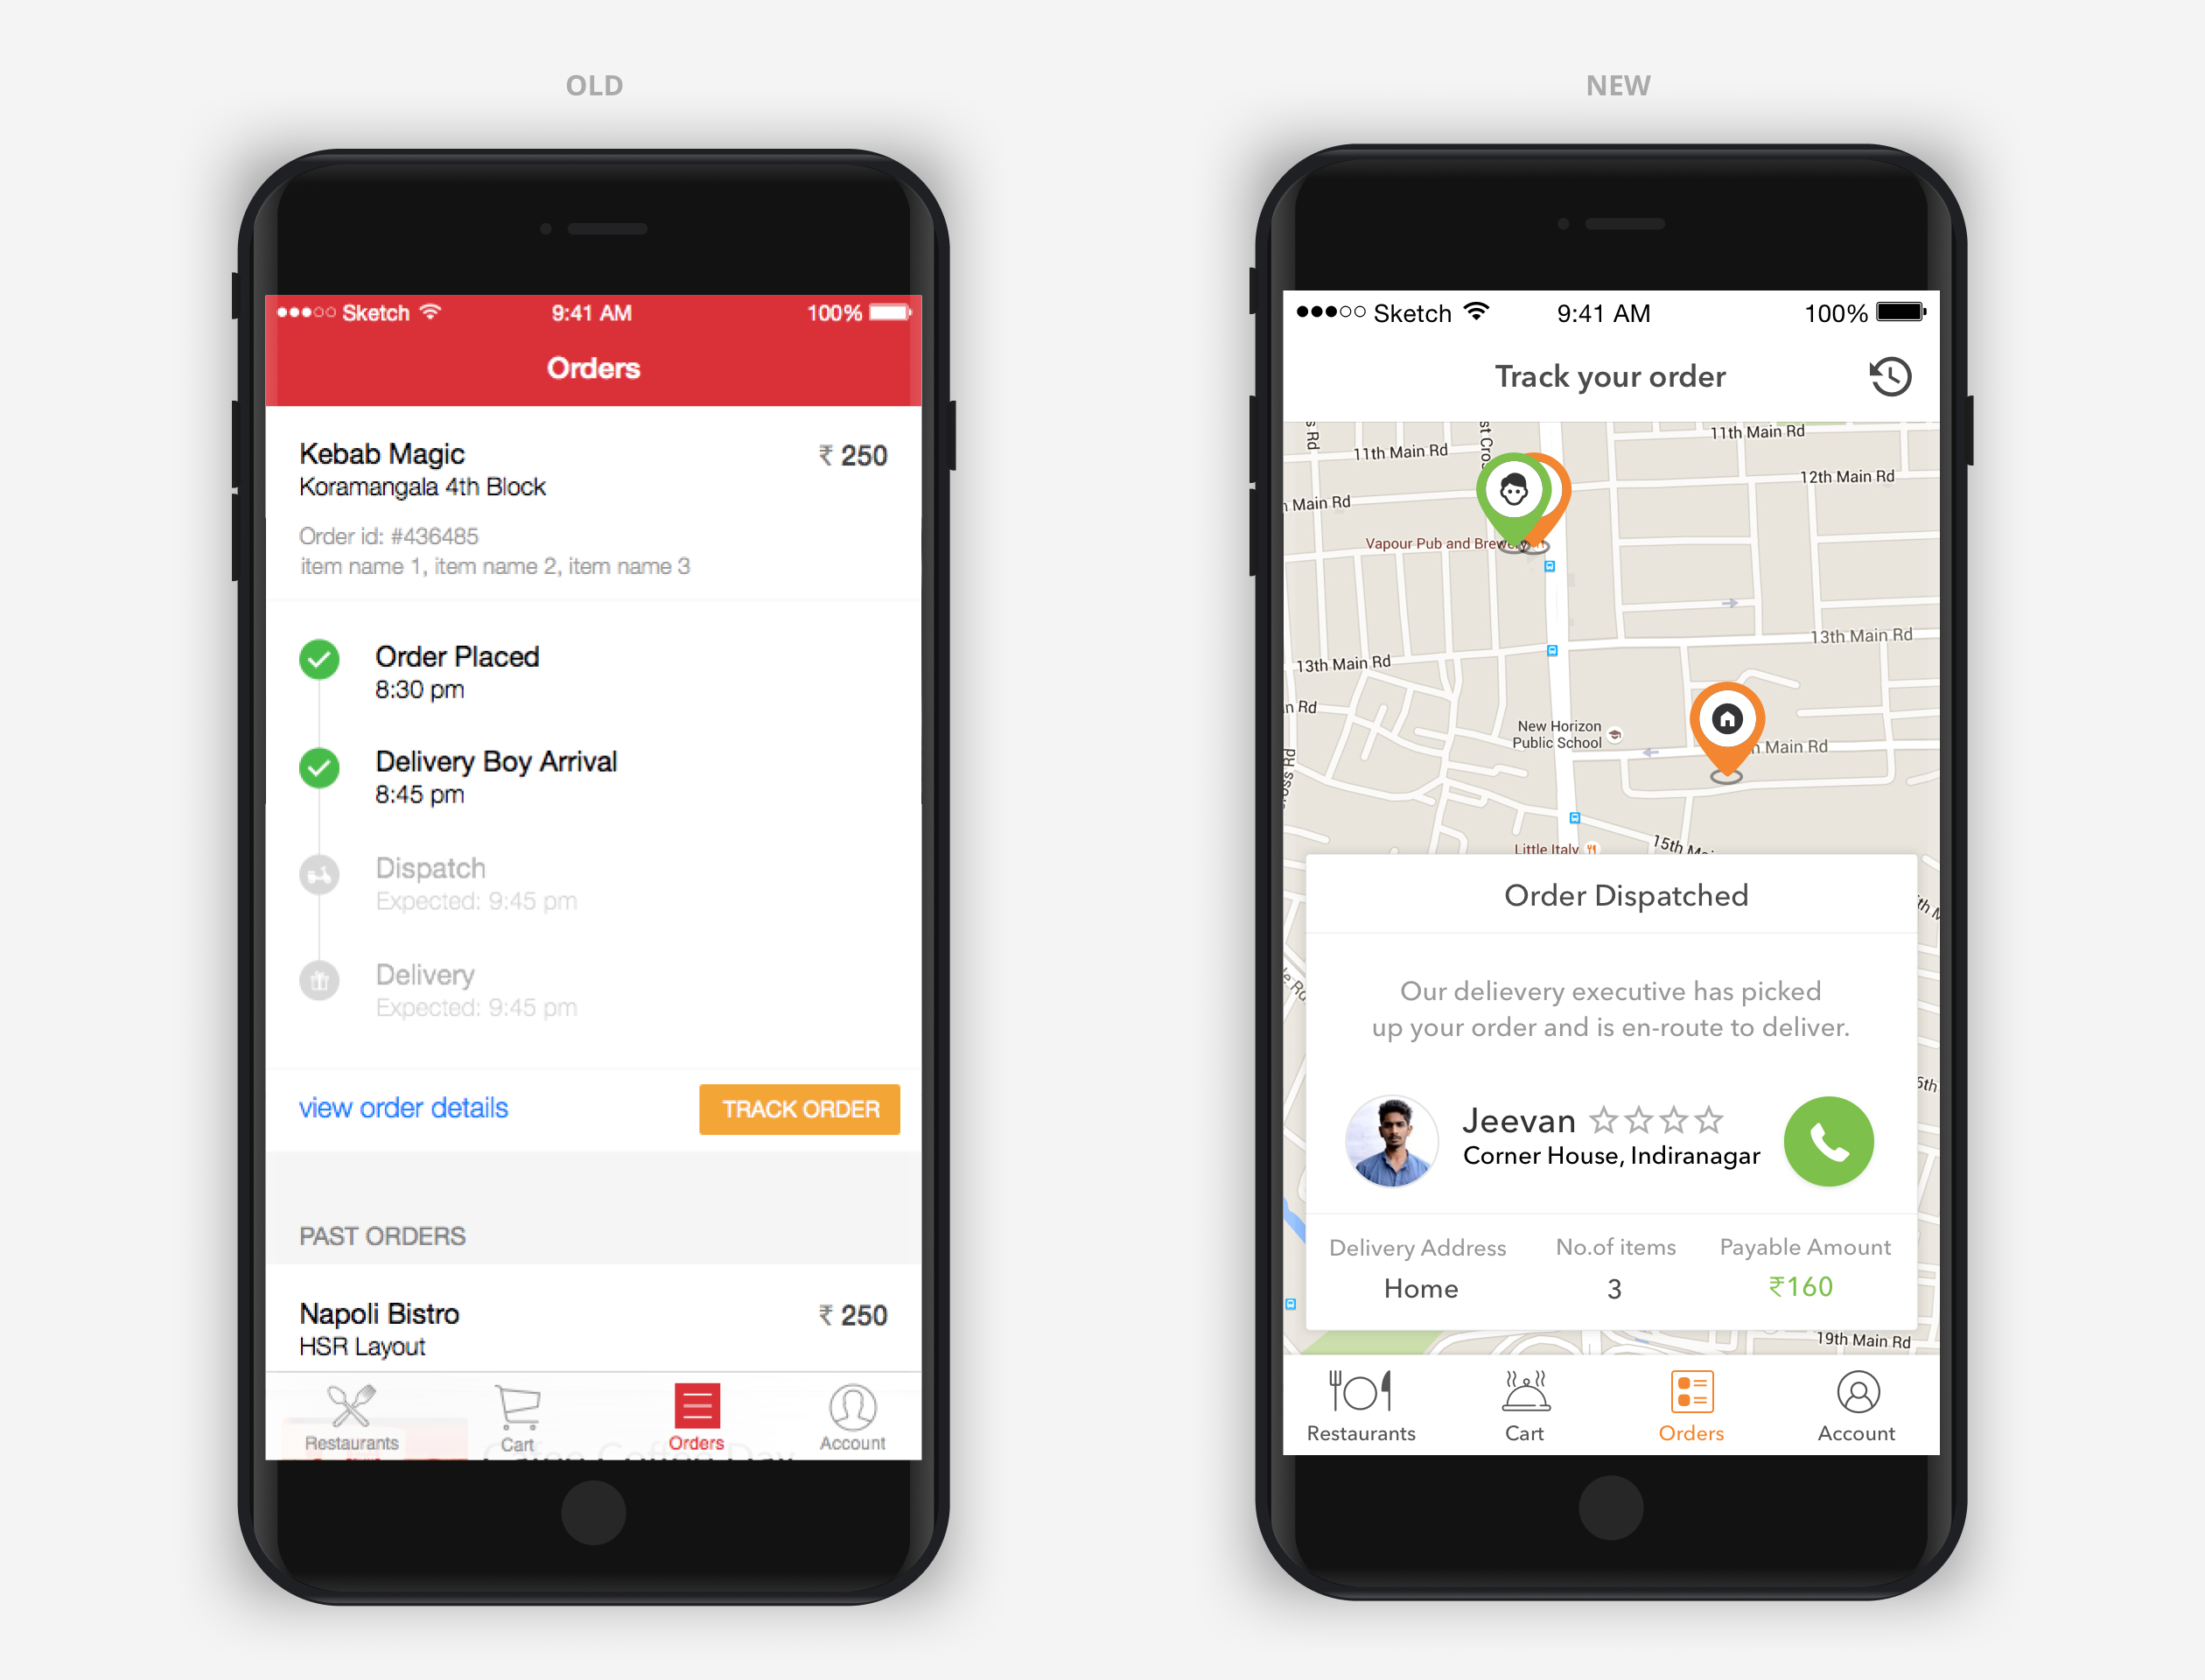 OLD
Sketch 9:41 AM 100%
Orders
Kebab Magic ₹ 250
Koramangala 4th Block
Order id: #436485
item name 1, item name 2, item name 3
Order Placed
8:30 pm
Delivery Boy Arrival
8:45 pm
Dispatch
Expected: 9:45 pm
Delivery
Expected: 9:45 pm
view order details TRACK ORDER
PAST ORDERS
Napoli Bistro ₹ 250
HSR Layout
Restaurants Cart Orders Account
NEW
Sketch 9:41 AM 100%
Track your order
11th Main Rd
11th Main Rd
12th Main Rd
Main Rd
Vapour Pub and Brewery
13th Main Rd
13th Main Rd
Rd
New Horizon
Public School
Main Rd
Little Italy
15th
Order Dispatched
Our delievery executive has picked
up your order and is en-route to deliver.
Jeevan
Corner House, Indiranagar
Delivery Address No.of items Payable Amount
Home 3 ₹160
19th Main Rd
Restaurants Cart Orders Account